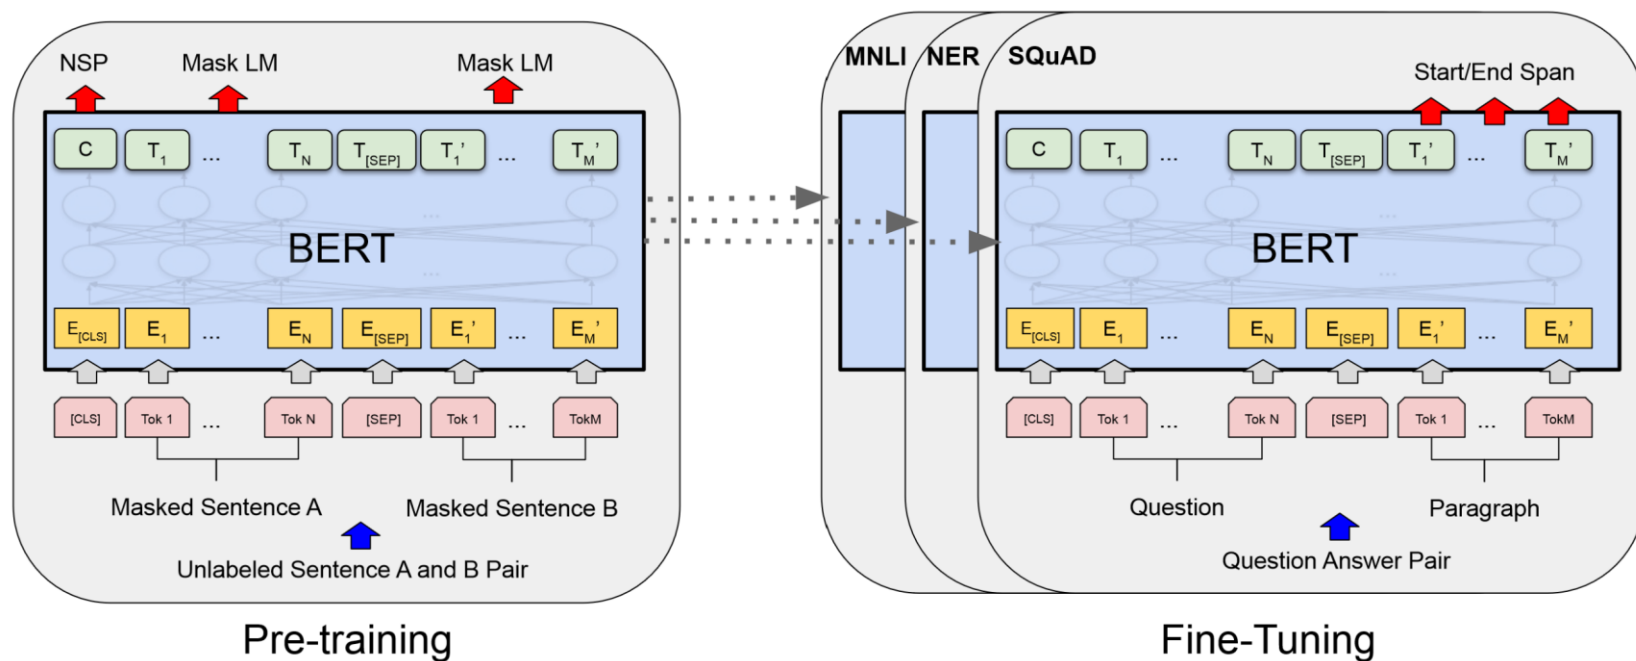 NSP Mask LM Mask LM
C T1 ... TN T[SEP] T1' ... TM'
...
BERT
...
E[CLS] E1 ... EN E[SEP] E1' ... EM'
[CLS] Tok 1 ... Tok N [SEP] Tok 1 ... TokM
Masked Sentence A Masked Sentence B
Unlabeled Sentence A and B Pair
Pre-training
MNLI NER SQuAD
Start/End Span
C T1 ... TN T[SEP] T1' ... TM'
...
BERT
...
E[CLS] E1 ... EN E[SEP] E1' ... EM'
[CLS] Tok 1 ... Tok N [SEP] Tok 1 ... TokM
Question Paragraph
Question Answer Pair
Fine-Tuning